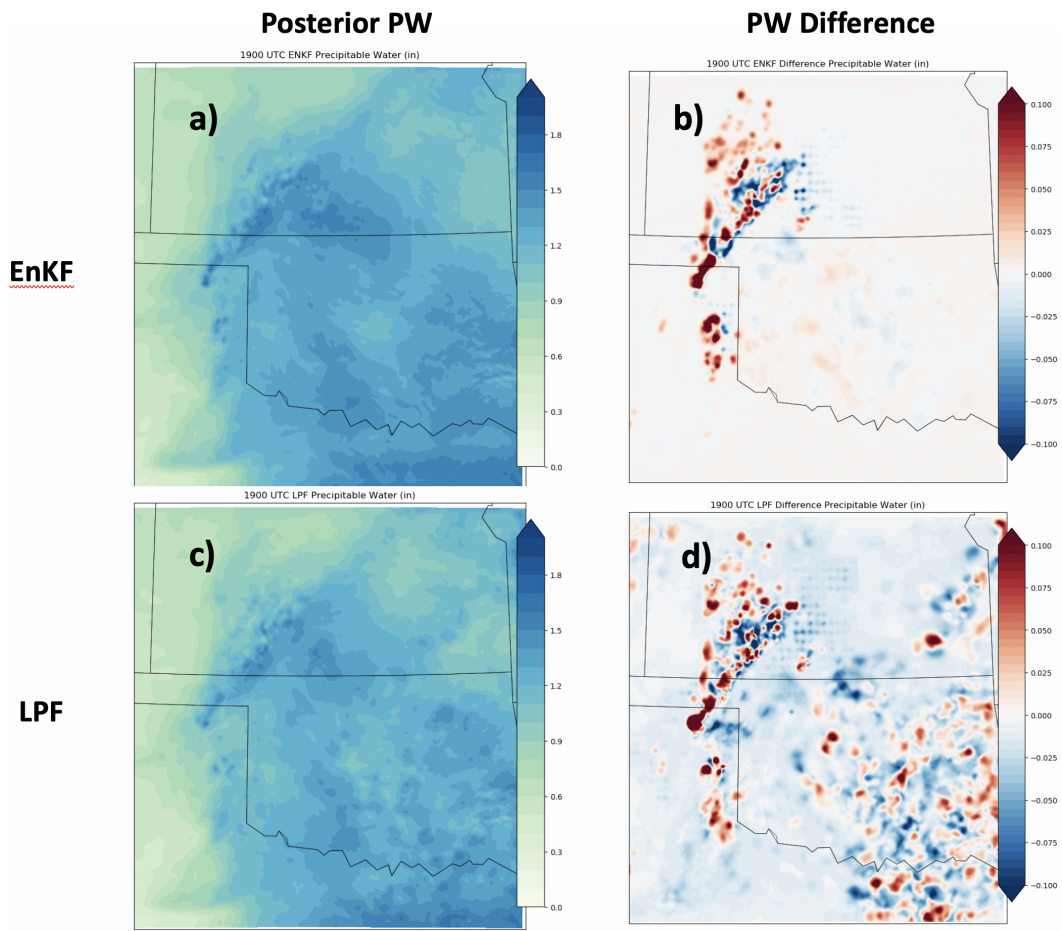 Posterior PW
PW Difference
1900 UTC ENKF Precipitable Water (in)
1900 UTC ENKF Difference Precipitable Water (in)
a)
b)
EnKF
1.8
1.5
1.2
0.9
0.6
0.3
0.0
0.100
0.075
0.050
0.025
0.000
−0.025
−0.050
−0.075
−0.100
1900 UTC LPF Precipitable Water (in)
1900 UTC LPF Difference Precipitable Water (in)
c)
d)
LPF
1.8
1.5
1.2
0.9
0.6
0.3
0.0
0.100
0.075
0.050
0.025
0.000
−0.025
−0.050
−0.075
−0.100